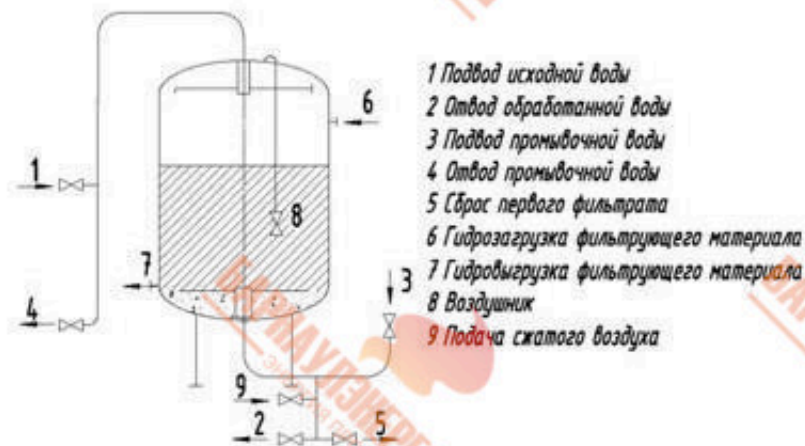 1 Подвод исходной воды
2 Отвод обработанной воды
3 Подвод промывочной воды
4 Отвод промывочной воды
5 Сброс первого фильтрата
6 Гидрозагрузка фильтрующего материала
7 Гидровыгрузка фильтрующего материала
8 Воздушник
9 Подача сжатого воздуха
6
1
8
7
3
4
9
2
5